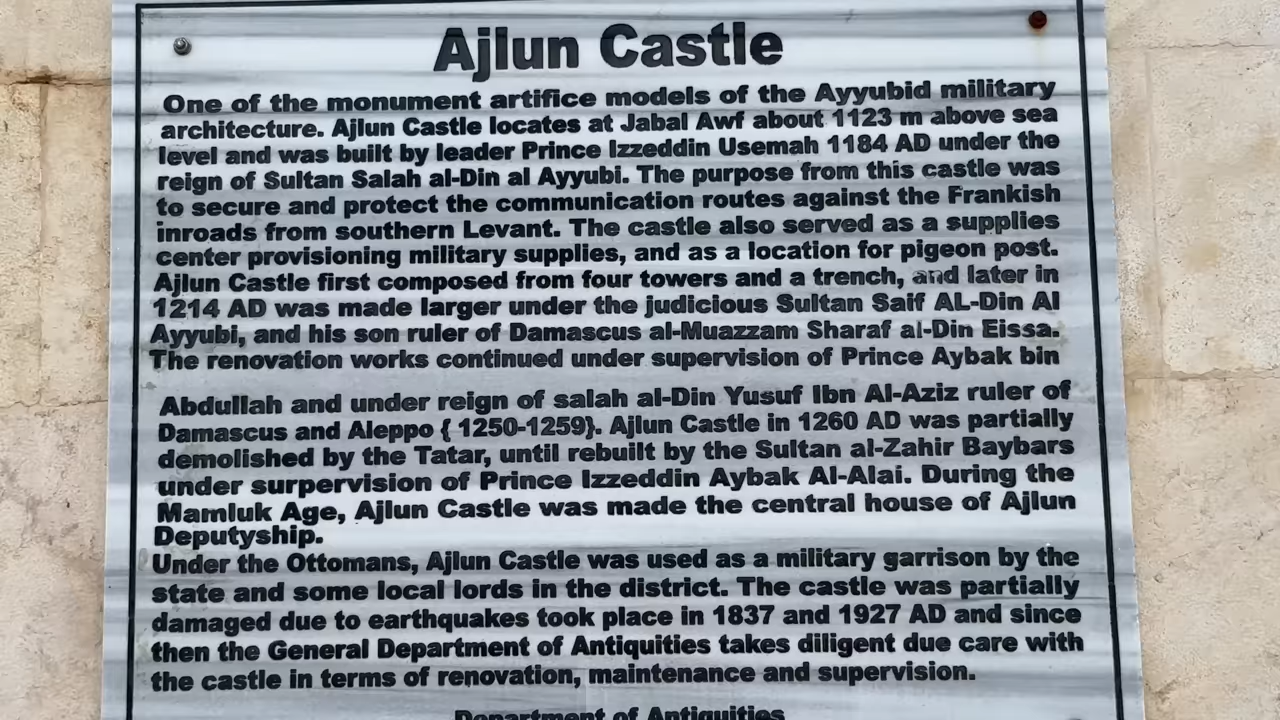 Ajlun Castle
One of the monument artifice models of the Ayyubid military
architecture. Ajlun Castle locates at Jabal Awf about 1123 m above sea
level and was built by leader Prince Izzeddin Usemah 1184 AD under the
reign of Sultan Salah al-Din al Ayyubi. The purpose from this castle was
to secure and protect the communication routes against the Frankish
inroads from southern Levant. The castle also served as a supplies
center provisioning military supplies, and as a location for pigeon post.
Ajlun Castle first composed from four towers and a trench, and later in
1214 AD was made larger under the judicious Sultan Saif AL-Din Al
Ayyubi, and his son ruler of Damascus al-Muazzam Sharaf al-Din Eissa.
The renovation works continued under supervision of Prince Aybak bin
Abdullah and under reign of salah al-Din Yusuf Ibn Al-Aziz ruler of
Damascus and Aleppo { 1250-1259}. Ajlun Castle in 1260 AD was partially
demolished by the Tatar, until rebuilt by the Sultan al-Zahir Baybars
under surpervision of Prince Izzeddin Aybak Al-Alai. During the
Mamluk Age, Ajlun Castle was made the central house of Ajlun
Deputyship.
Under the Ottomans, Ajlun Castle was used as a military garrison by the
state and some local lords in the district. The castle was partially
damaged due to earthquakes took place in 1837 and 1927 AD and since
then the General Department of Antiquities takes diligent due care with
the castle in terms of renovation, maintenance and supervision.
Department of Antiquities